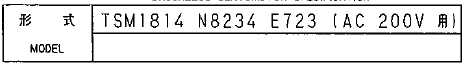 形 式 TSM1814 N8234 E723 (AC 200V 用)
MODEL